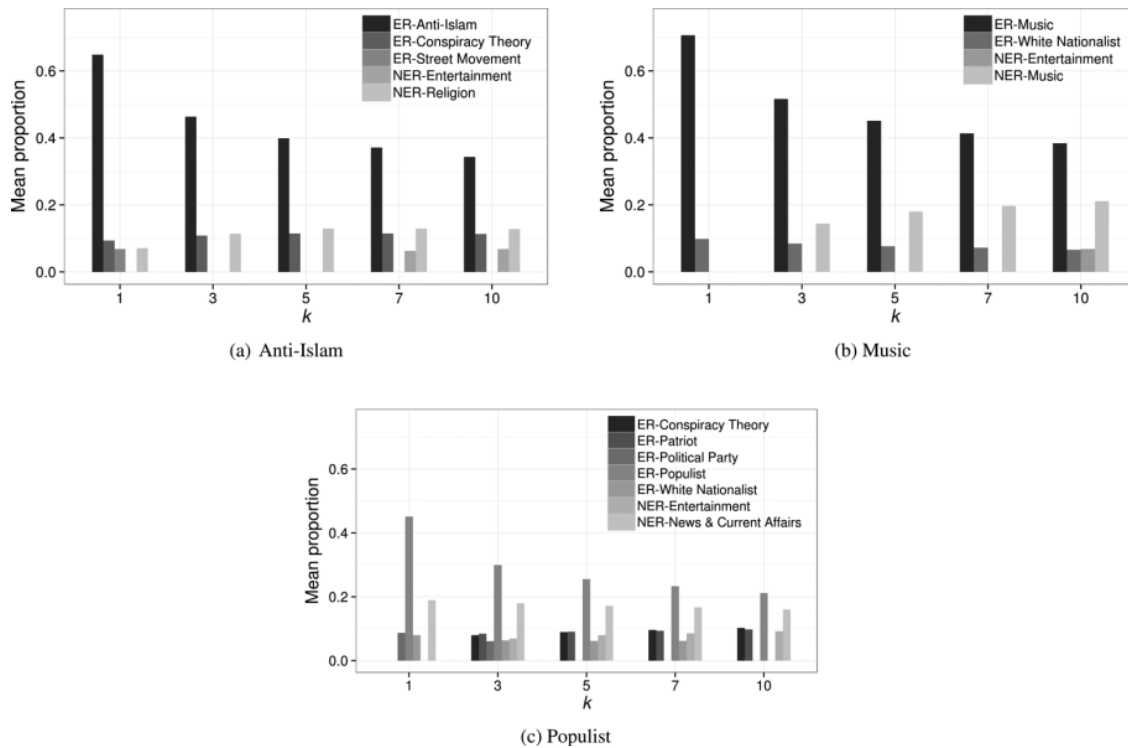 ER-Anti-Islam
ER-Conspiracy Theory
ER-Street Movement
NER-Entertainment
NER-Religion
Mean proportion
0.6
0.4
0.2
0.0
1 3 5 7 10
k
(a) Anti-Islam
ER-Music
ER-White Nationalist
NER-Entertainment
NER-Music
Mean proportion
0.6
0.4
0.2
0.0
1 3 5 7 10
k
(b) Music
ER-Conspiracy Theory
ER-Patriot
ER-Political Party
ER-Populist
ER-White Nationalist
NER-Entertainment
NER-News & Current Affairs
Mean proportion
0.6
0.4
0.2
0.0
1 3 5 7 10
k
(c) Populist